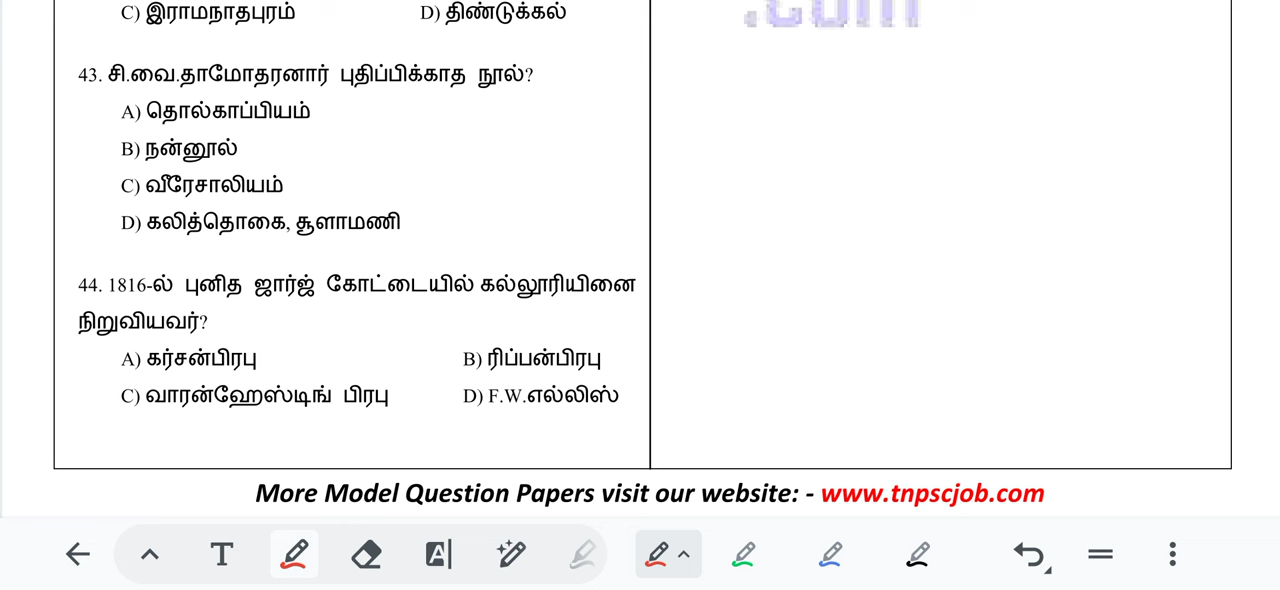 C) இராமநாதபுரம் D) திண்டுக்கல்
.com
43. சி.வை.தாமோதரனார் புதிப்பிக்காத நூல்?
A) தொல்காப்பியம்
B) நன்னூல்
C) வீரேசாலியம்
D) கலித்தொகை, சூளாமணி
44. 1816-ல் புனித ஜார்ஜ் கோட்டையில் கல்லூரியினை
நிறுவியவர்?
A) கர்சன்பிரபு B) ரிப்பன்பிரபு
C) வாரன்ஹேஸ்டிங் பிரபு D) F.W.எல்லிஸ்
More Model Question Papers visit our website: - www.tnpscjob.com
T
A